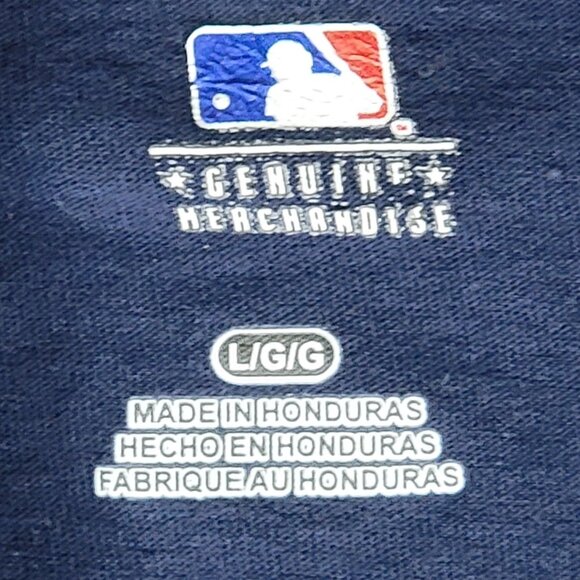 GENUINE
MERCHANDISE
L/G/G
MADE IN HONDURAS
HECHO EN HONDURAS
FABRIQUE AU HONDURAS